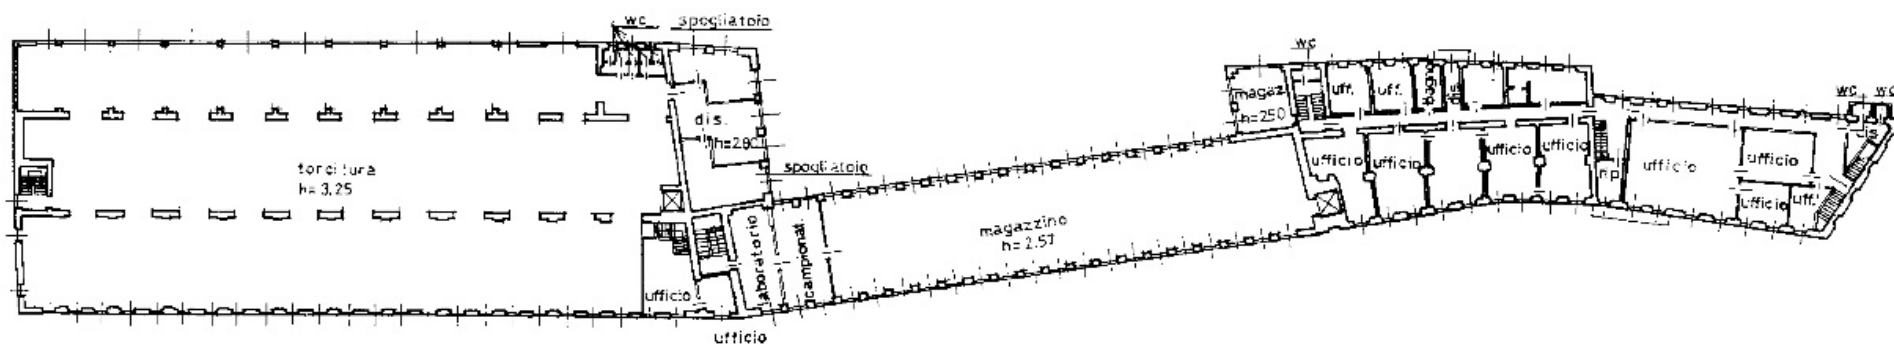 wc
spogliatoio
dis.
h=280
torcitura
h=3,25
spogliatoio
laboratorio
campionat.
ufficio
ufficio
magazzino
h=2.57
wc
magaz.
h=250
uff.
uff.
bagno
dis.
ufficio
ufficio
ufficio
ufficio
rip.
ufficio
ufficio
ufficio
uff.
wc
wc